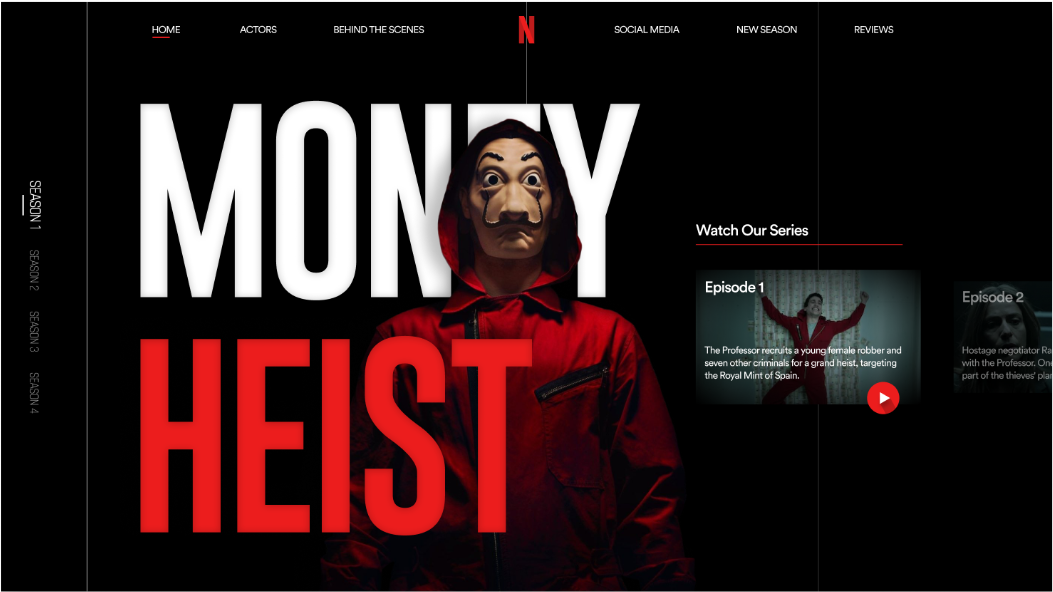 HOME
ACTORS
BEHIND THE SCENES
N
SOCIAL MEDIA
NEW SEASON
REVIEWS
MONEY
HEIST
SEASON 1
SEASON 2
SEASON 3
SEASON 4
Watch Our Series
Episode 1
The Professor recruits a young female robber and
seven other criminals for a grand heist, targeting
the Royal Mint of Spain.
Episode 2
Hostage negotiator Ra
with the Professor. On
part of the thieves' pla